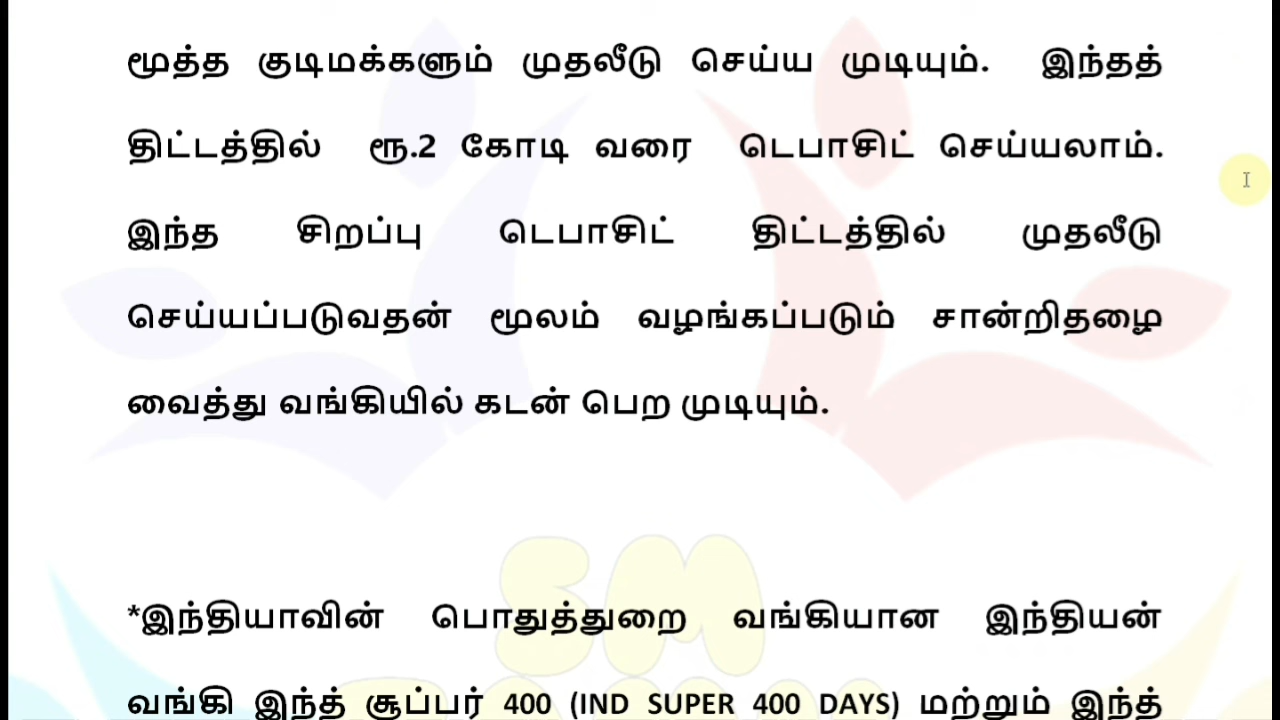 மூத்த குடிமக்களும் முதலீடு செய்ய முடியும். இந்தத்
திட்டத்தில் ரூ.2 கோடி வரை டெபாசிட் செய்யலாம்.
இந்த சிறப்பு டெபாசிட் திட்டத்தில் முதலீடு
செய்யப்படுவதன் மூலம் வழங்கப்படும் சான்றிதழை
வைத்து வங்கியில் கடன் பெற முடியும்.
SM
*இந்தியாவின் பொதுத்துறை வங்கியான இந்தியன்
வங்கி இந்த் சூப்பர் 400 (IND SUPER 400 DAYS) மற்றும் இந்த்